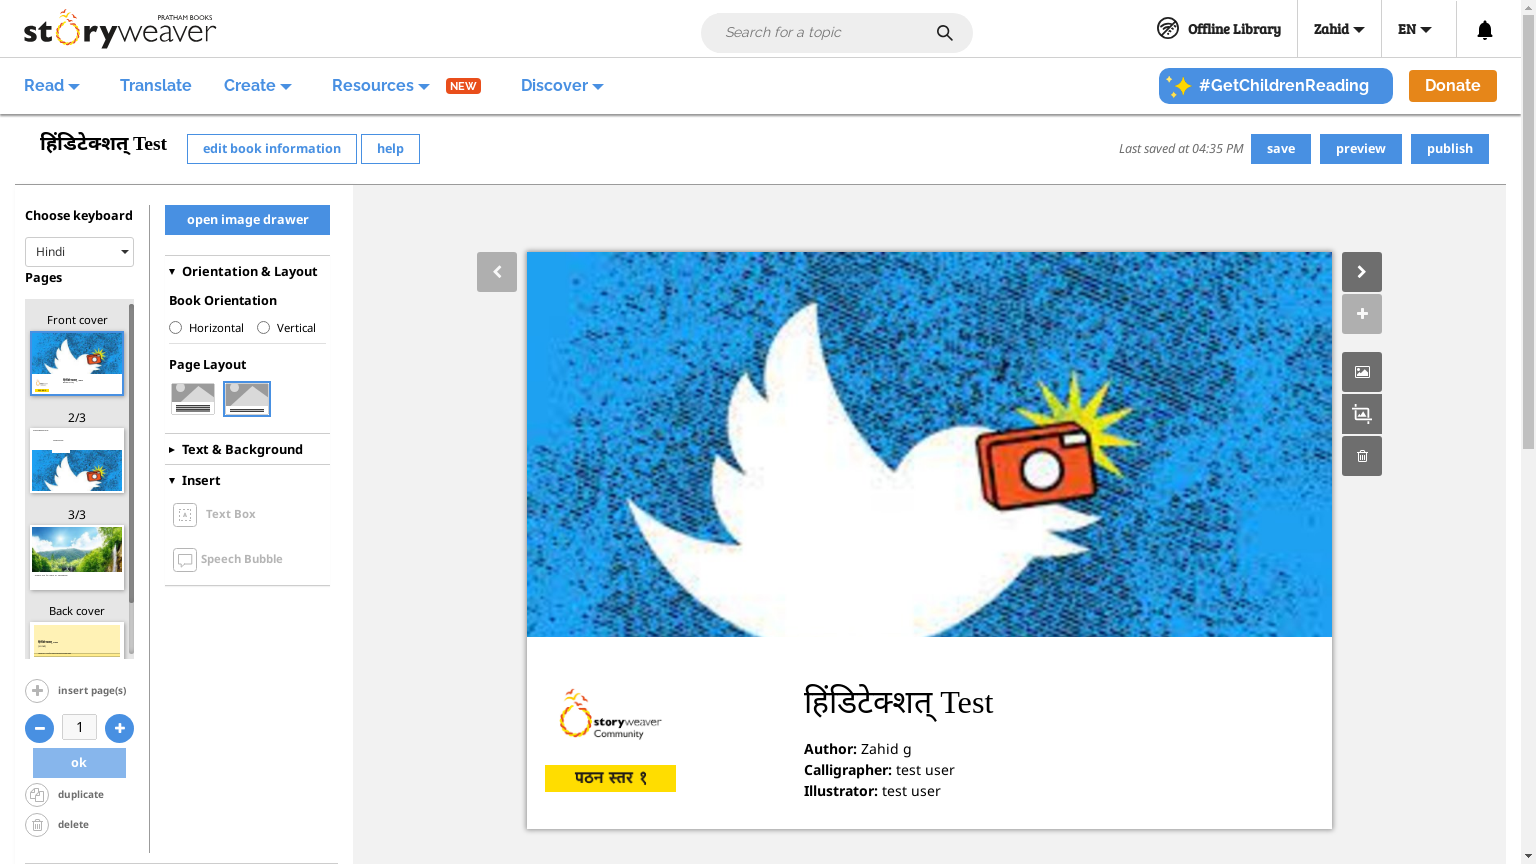 PRATHAM BOOKS
storyweaver
Search for a topic
Offline Library
Zahid
EN
Read
Translate
Create
Resources
NEW
Discover
#GetChildrenReading
Donate
हिंडिटेक्शत् Test
edit book information
help
Last saved at 04:35 PM
save
preview
publish
Choose keyboard
Hindi
Pages
Front cover
2/3
3/3
Back cover
insert page(s)
1
ok
duplicate
delete
open image drawer
Orientation & Layout
Book Orientation
Horizontal
Vertical
Page Layout
Text & Background
Insert
Text Box
Speech Bubble
storyweaver
Community
पठन स्तर १
हिंडिटेक्शत् Test
Author: Zahid g
Calligrapher: test user
Illustrator: test user